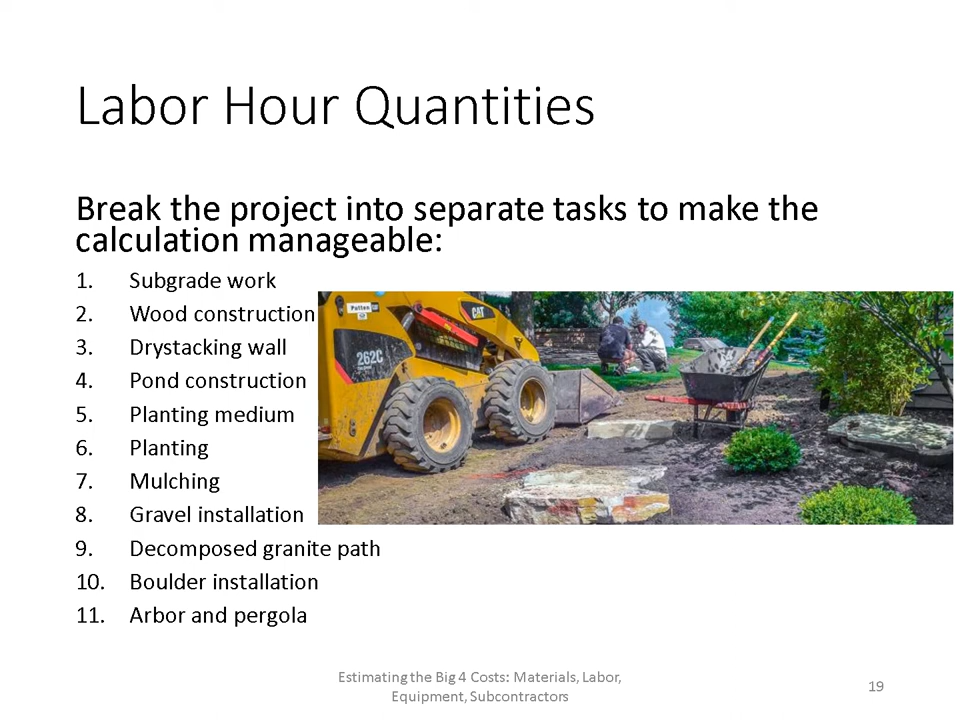 Labor Hour Quantities
Break the project into separate tasks to make the
calculation manageable:
1. Subgrade work
2. Wood construction
3. Drystacking wall
4. Pond construction
5. Planting medium
6. Planting
7. Mulching
8. Gravel installation
9. Decomposed granite path
10. Boulder installation
11. Arbor and pergola
CAT
262C
Estimating the Big 4 Costs: Materials, Labor,
Equipment, Subcontractors
19